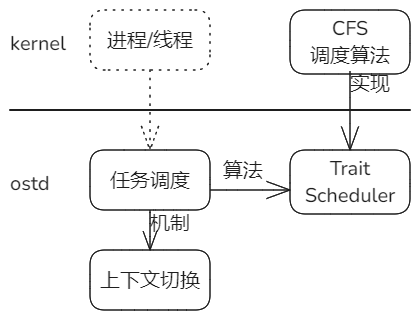 kernel
进程/线程
CFS
调度算法
实现
ostd
任务调度
算法
Trait
Scheduler
机制
上下文切换